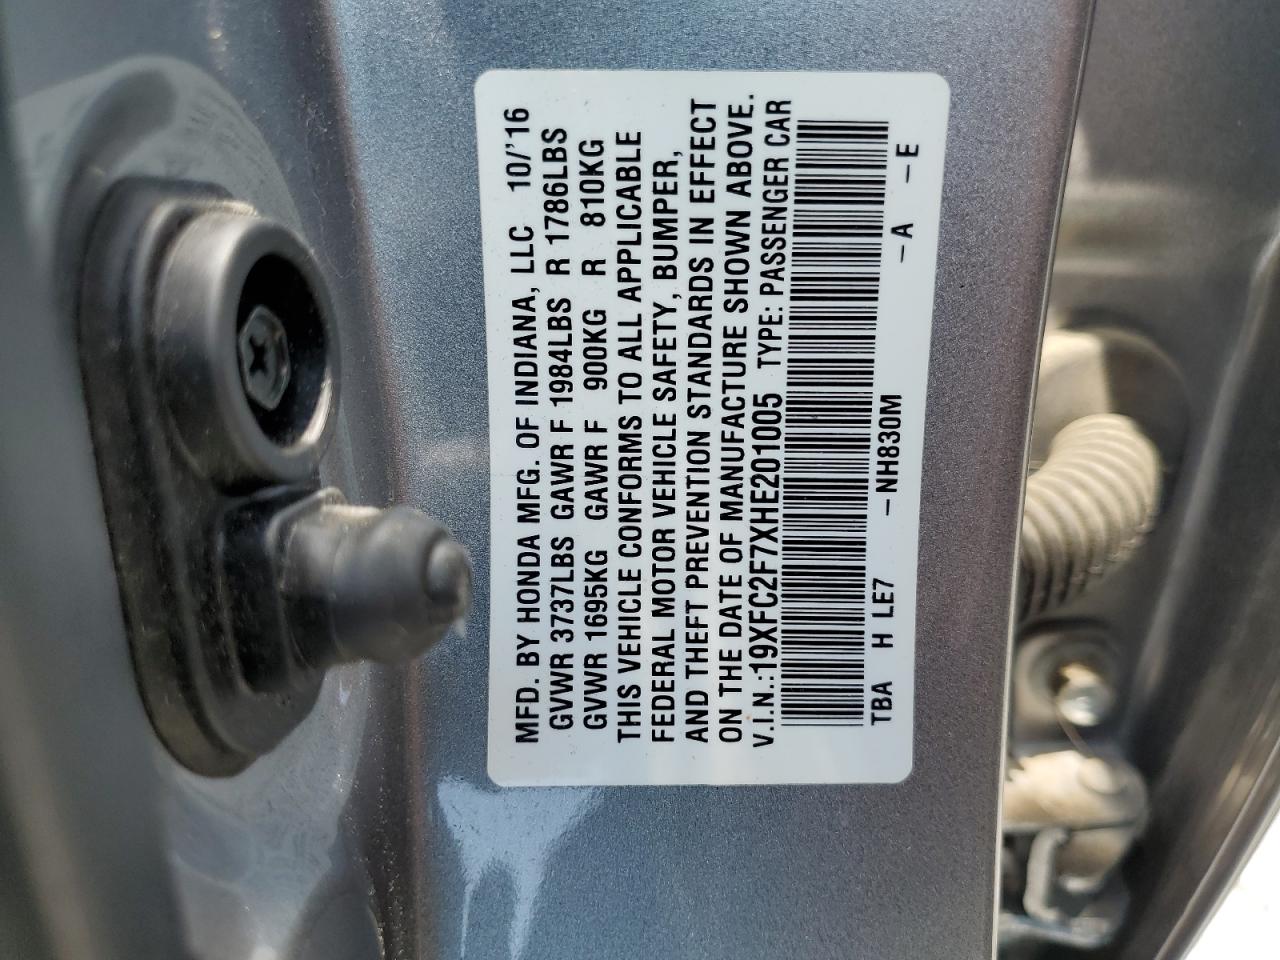 MFD. BY HONDA MFG. OF INDIANA, LLC 10/'16
GVWR 3737LBS GAWR F 1984LBS R 1786LBS
GVWR 1695KG GAWR F 900KG R 810KG
THIS VEHICLE CONFORMS TO ALL APPLICABLE
FEDERAL MOTOR VEHICLE SAFETY, BUMPER,
AND THEFT PREVENTION STANDARDS IN EFFECT
ON THE DATE OF MANUFACTURE SHOWN ABOVE.
V.I.N.:19XFC2F7XHE201005 TYPE: PASSENGER CAR
TBA H LE7 -NH830M -A -E